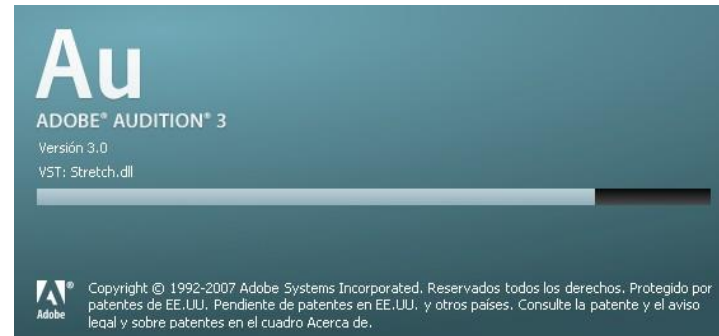 Au
ADOBE® AUDITION® 3
Versión 3.0
VST: Stretch.dll
Copyright © 1992-2007 Adobe Systems Incorporated. Reservados todos los derechos. Protegido por
patentes de EE.UU. Pendiente de patentes en EE.UU. y otros países. Consulte la patente y el aviso
legal y sobre patentes en el cuadro Acerca de.
Adobe®